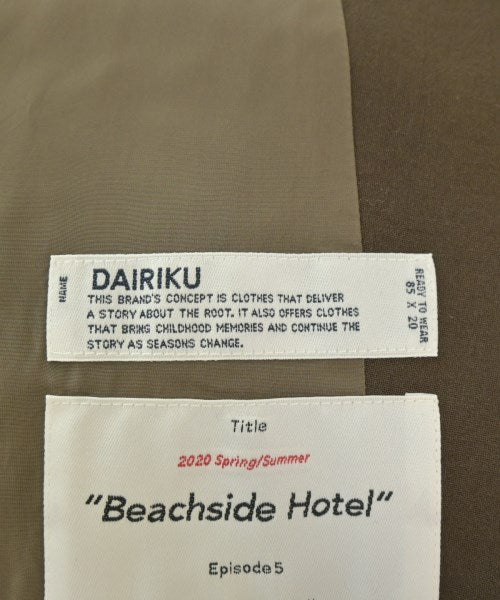 NAME
DAIRIKU
THIS BRAND'S CONCEPT IS CLOTHES THAT DELIVER
A STORY ABOUT THE ROOT. IT ALSO OFFERS CLOTHES
THAT BRING CHILDHOOD MEMORIES AND CONTINUE THE
STORY AS SEASONS CHANGE.
READY TO WEAR
85 X 20
Title
2020 Spring/Summer
"Beachside Hotel"
Episode 5